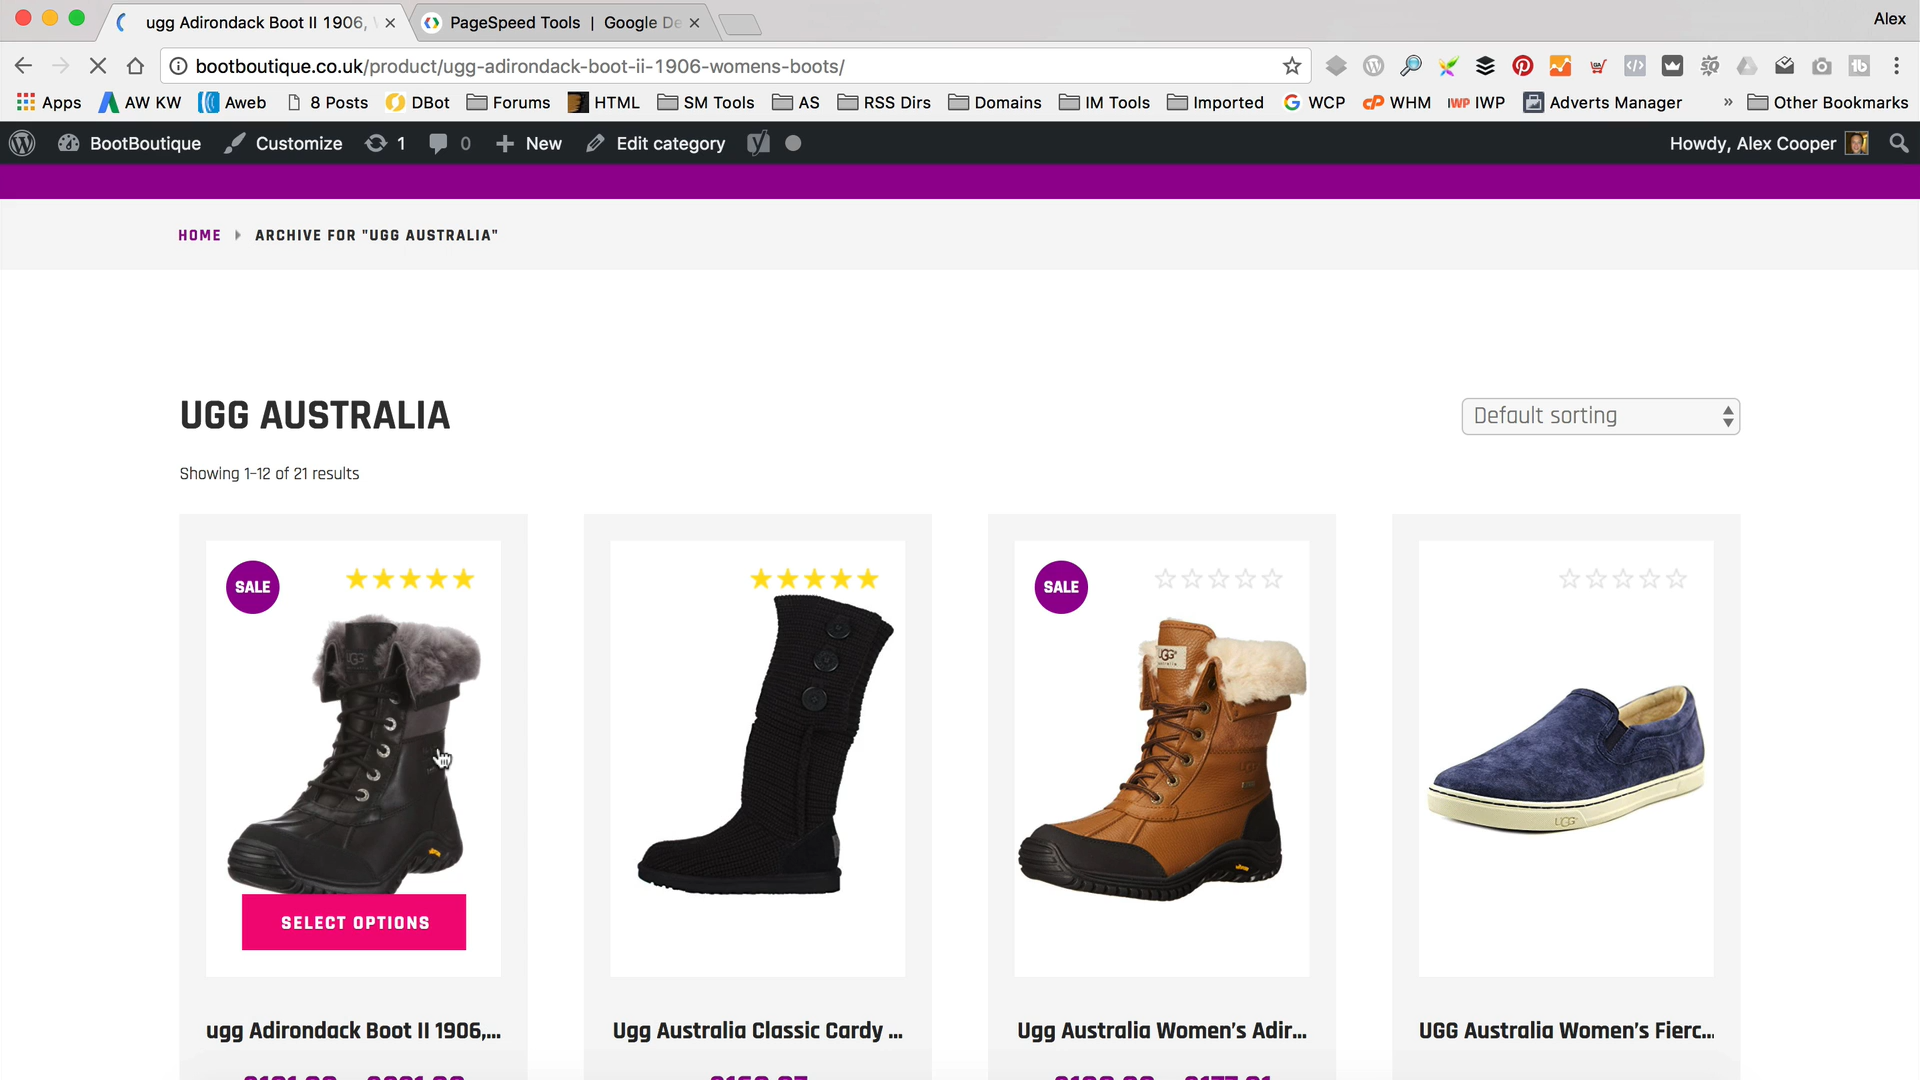 ugg Adirondack Boot II 1906,
PageSpeed Tools | Google De
Alex
bootboutique.co.uk/product/ugg-adirondack-boot-ii-1906-womens-boots/
Apps AW KW Aweb 8 Posts DBot Forums HTML SM Tools AS RSS Dirs Domains IM Tools Imported WCP WHM IWP IWP Adverts Manager » Other Bookmarks
BootBoutique Customize 1 0 New Edit category Howdy, Alex Cooper
HOME ARCHIVE FOR "UGG AUSTRALIA"
UGG AUSTRALIA
Default sorting
Showing 1–12 of 21 results
SALE
SALE
UGG
UGG
UGG
SELECT OPTIONS
ugg Adirondack Boot II 1906,...
Ugg Australia Classic Cardy ...
Ugg Australia Women's Adir...
UGG Australia Women's Fierc...